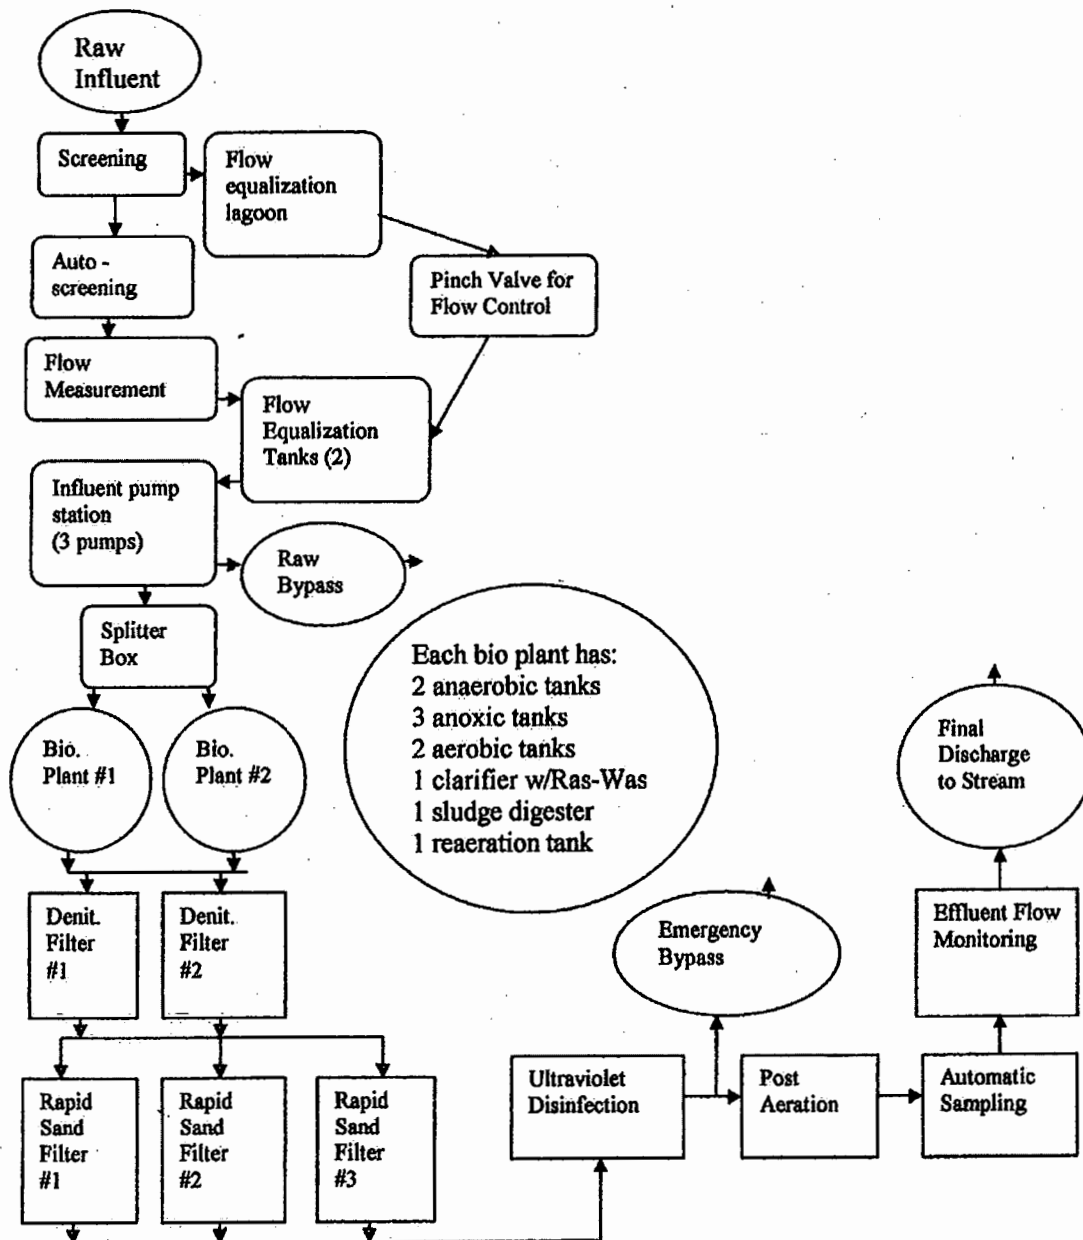 Raw
Influent
Screening
Flow
equalization
lagoon
Auto -
screening
Pinch Valve for
Flow Control
Flow
Measurement
Flow
Equalization
Tanks (2)
Influent pump
station
(3 pumps)
Raw
Bypass
Splitter
Box
Each bio plant has:
2 anaerobic tanks
3 anoxic tanks
2 aerobic tanks
1 clarifier w/Ras-Was
1 sludge digester
1 reaeration tank
Bio.
Plant #1
Bio.
Plant #2
Final
Discharge
to Stream
Denit.
Filter
#1
Denit.
Filter
#2
Emergency
Bypass
Effluent Flow
Monitoring
Rapid
Sand
Filter
#1
Rapid
Sand
Filter
#2
Rapid
Sand
Filter
#3
Ultraviolet
Disinfection
Post
Aeration
Automatic
Sampling